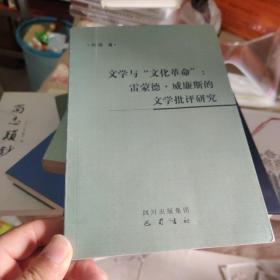 文学与“文化革命”：
雷蒙德·威廉斯的
文学批评研究
四川出版集团
巴蜀书社